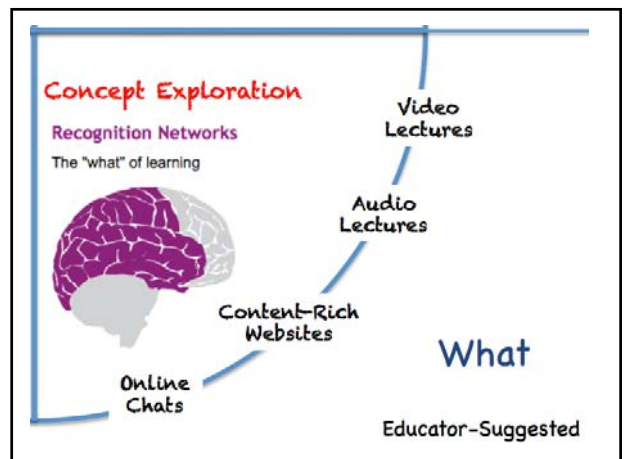 Concept Exploration
Recognition Networks
The "what" of learning
Video
Lectures
Audio
Lectures
Content-Rich
Websites
Online
Chats
What
Educator-Suggested